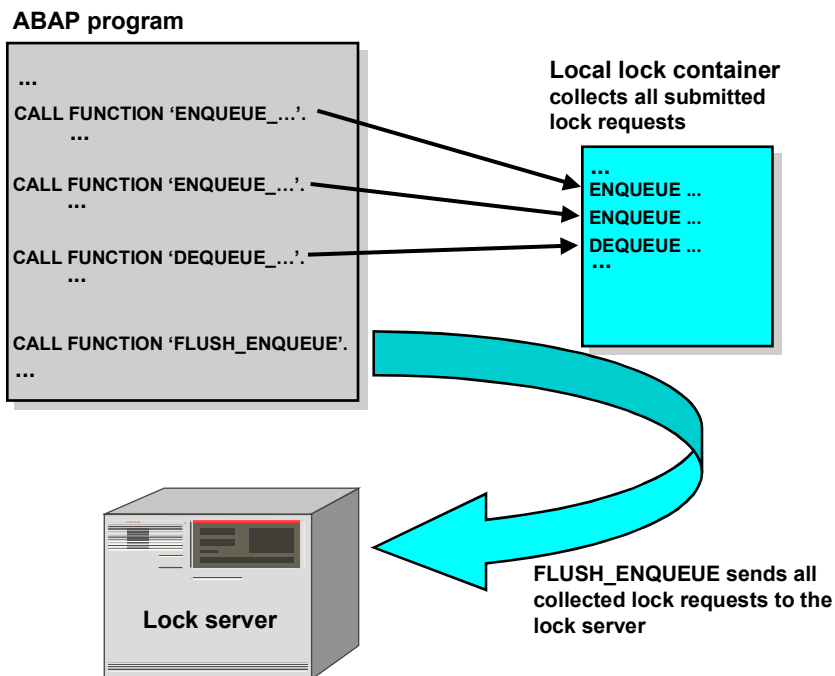 ABAP program
...
CALL FUNCTION ‘ENQUEUE_…’.
...
CALL FUNCTION ‘ENQUEUE_…’.
...
CALL FUNCTION ‘DEQUEUE_…’.
...
CALL FUNCTION ‘FLUSH_ENQUEUE’.
...
Local lock container
collects all submitted
lock requests
...
ENQUEUE ...
ENQUEUE ...
DEQUEUE ...
...
Lock server
FLUSH_ENQUEUE sends all
collected lock requests to the
lock server